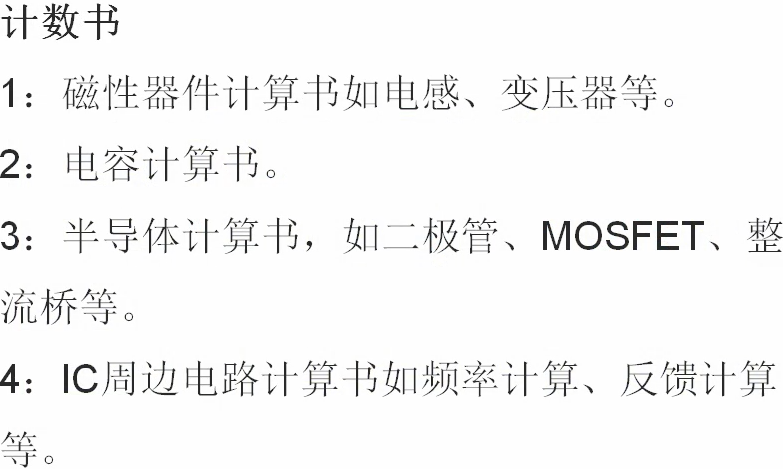 计数书
1：磁性器件计算书如电感、变压器等。
2：电容计算书。
3：半导体计算书，如二极管、MOSFET、整
流桥等。
4：IC周边电路计算书如频率计算、反馈计算
等。